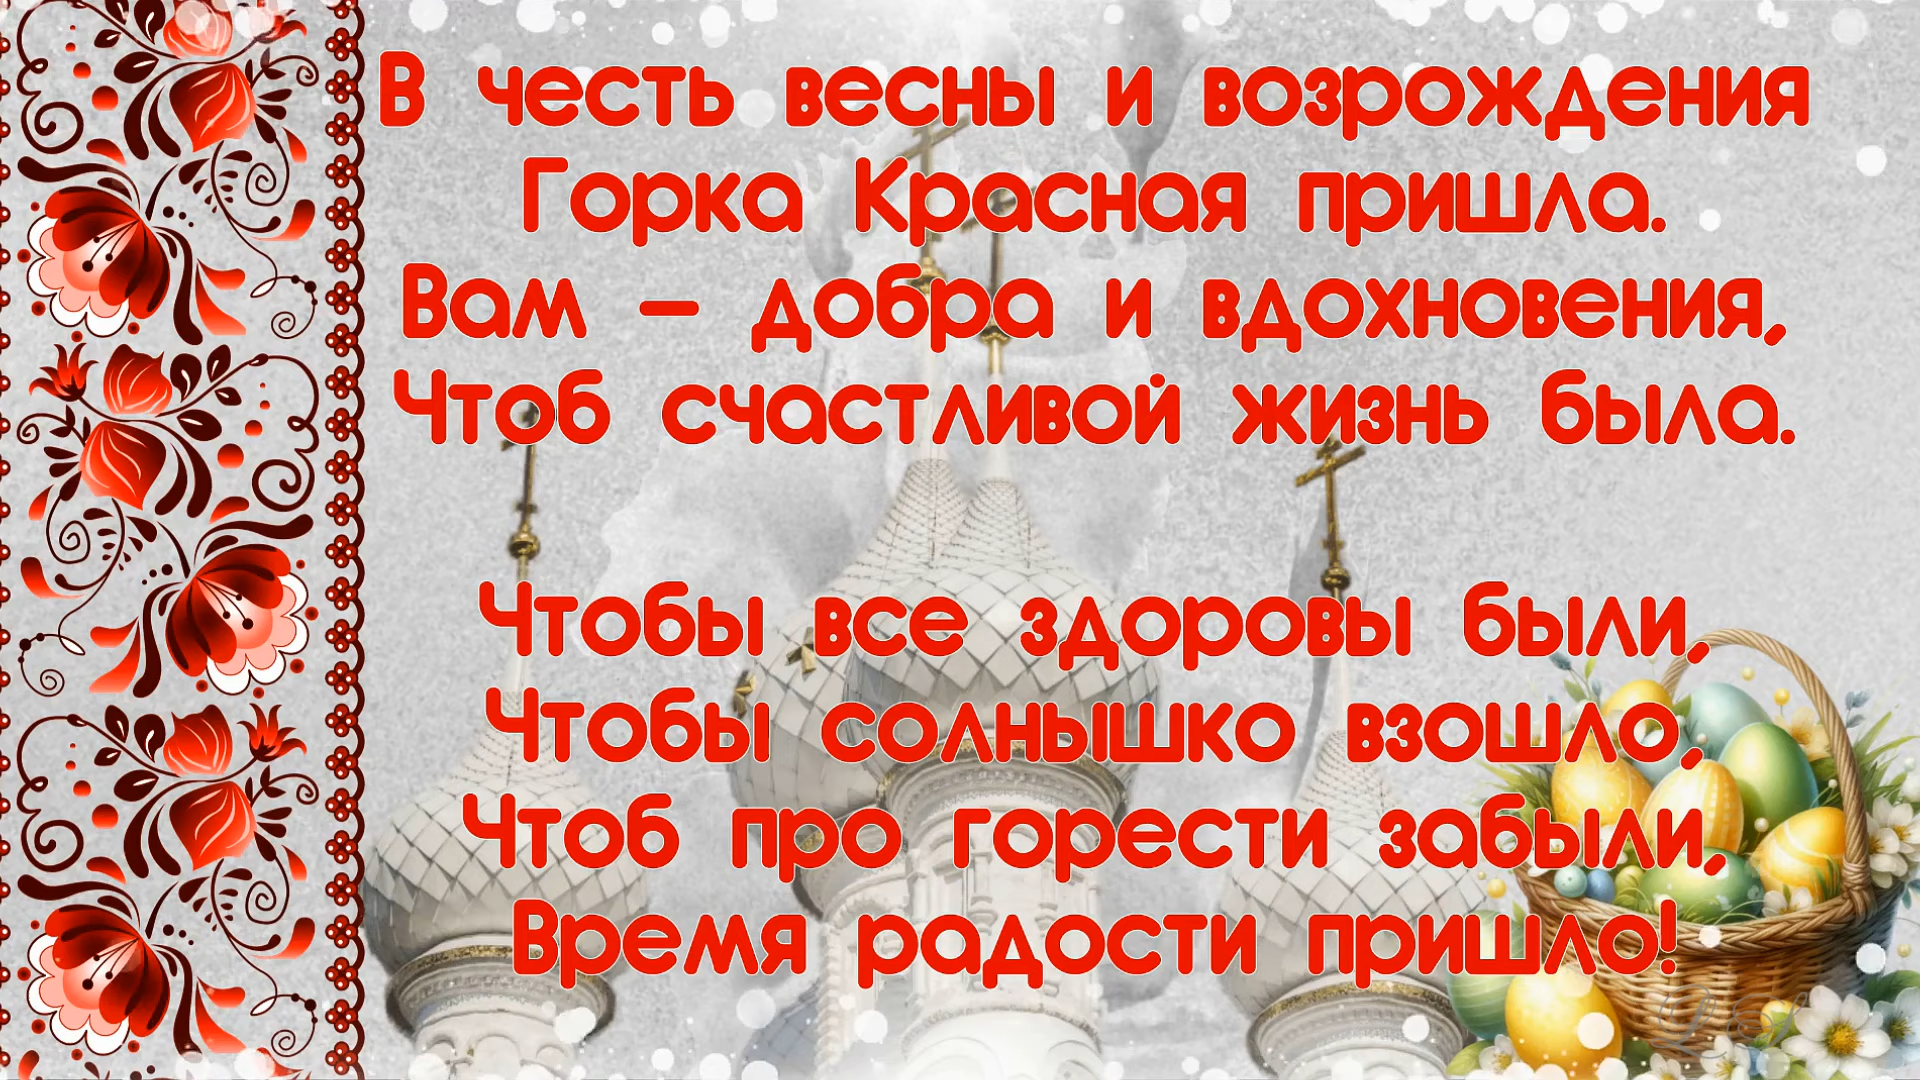 В честь весны и возрождения
Горка Красная пришла.
Вам – добра и вдохновения,
Чтоб счастливой жизнь была.
Чтобы все здоровы были,
Чтобы солнышко взошло,
Чтоб про горести забыли,
Время радости пришло!